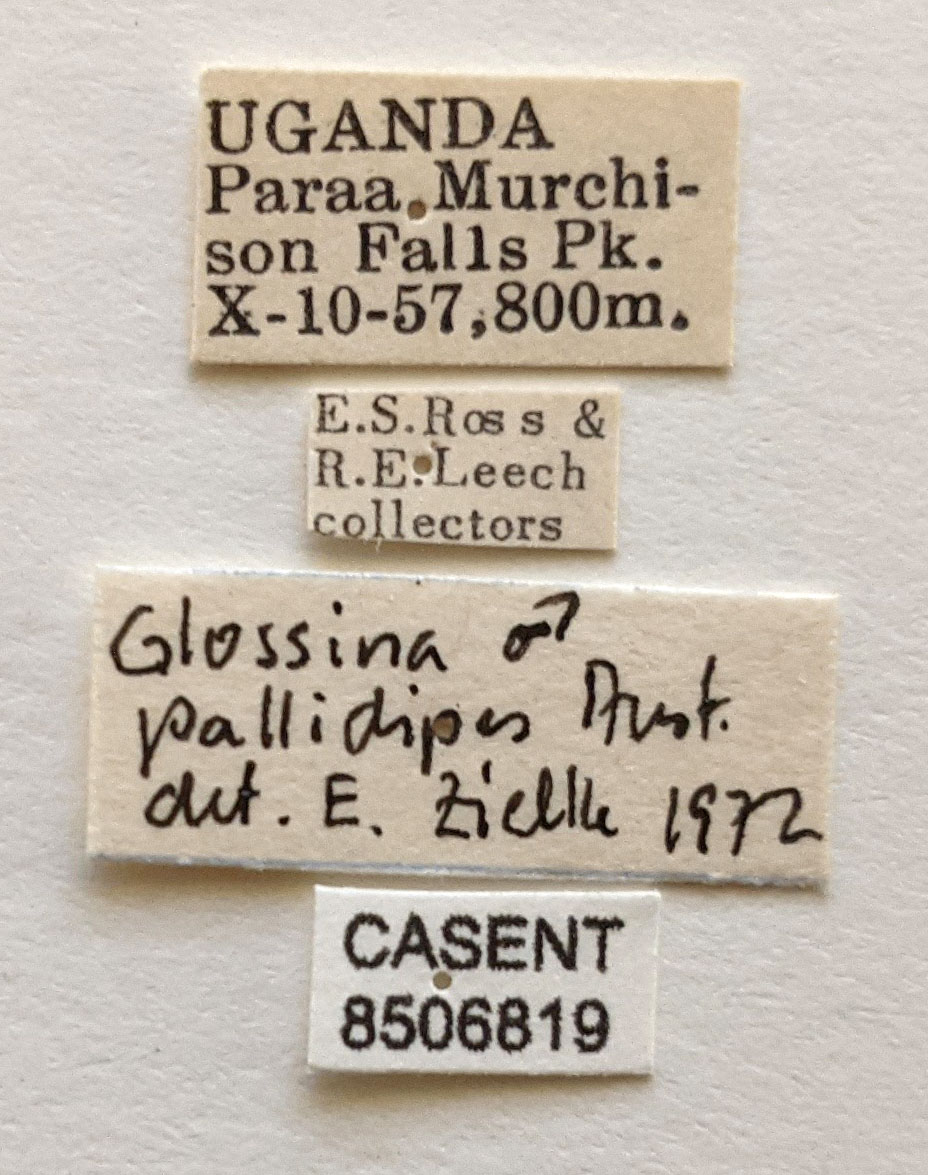 UGANDA
Paraa, Murchi-
son Falls Pk.
X-10-57, 800m.
E.S. Ross &
R.E. Leech
collectors
Glossina ♂
pallidipes Aust.
det. E. Zielke 1972
CASENT
8506819